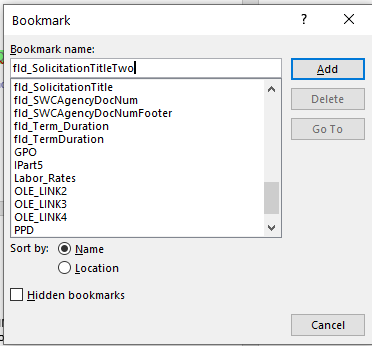 Bookmark
Bookmark name:
fld_SolicitationTitleTwo
Add
fld_SolicitationTitle
fld_SWCAgencyDocNum
fld_SWCAgencyDocNumFooter
fld_Term_Duration
fld_TermDuration
GPO
IPart5
Labor_Rates
OLE_LINK2
OLE_LINK3
OLE_LINK4
PPD
Delete
Go To
Sort by:
Name
Location
Hidden bookmarks
Cancel